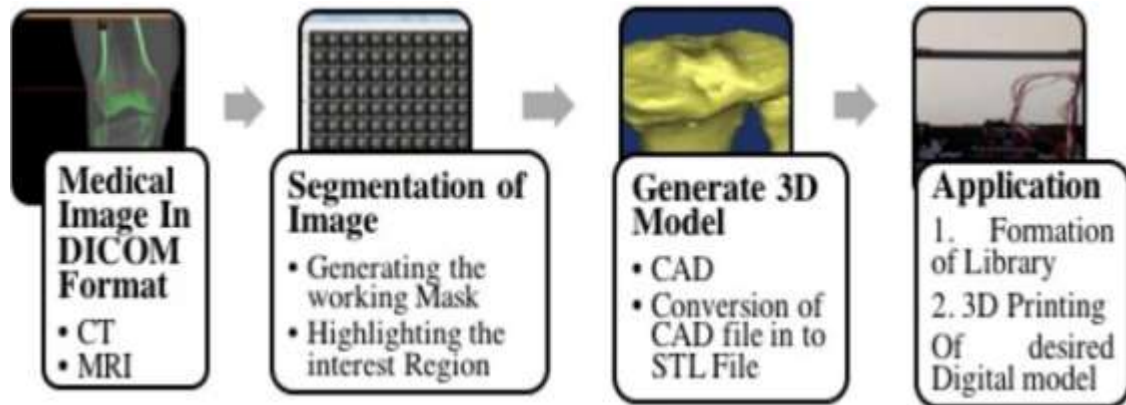 Medical
Image In
DICOM
Format
• CT
• MRI
Segmentation of
Image
• Generating the
working Mask
• Highlighting the
interest Region
Generate 3D
Model
• CAD
• Conversion of
CAD file in to
STL File
Application
1. Formation
of Library
2. 3D Printing
Of desired
Digital model